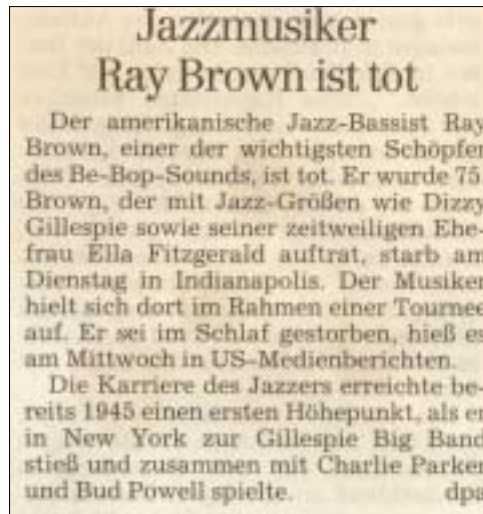 Jazzmusiker
Ray Brown ist tot
Der amerikanische Jazz-Bassist Ray
Brown, einer der wichtigsten Schöpfer
des Be-Bop-Sounds, ist tot. Er wurde 75.
Brown, der mit Jazz-Größen wie Dizzy
Gillespie sowie seiner zeitweiligen Ehe-
frau Ella Fitzgerald auftrat, starb am
Dienstag in Indianapolis. Der Musiker
hielt sich dort im Rahmen einer Tournee
auf. Er sei im Schlaf gestorben, hieß es
am Mittwoch in US-Medienberichten.
Die Karriere des Jazzers erreichte be-
reits 1945 einen ersten Höhepunkt, als er
in New York zur Gillespie Big Band
stieß und zusammen mit Charlie Parker
und Bud Powell spielte. dpa